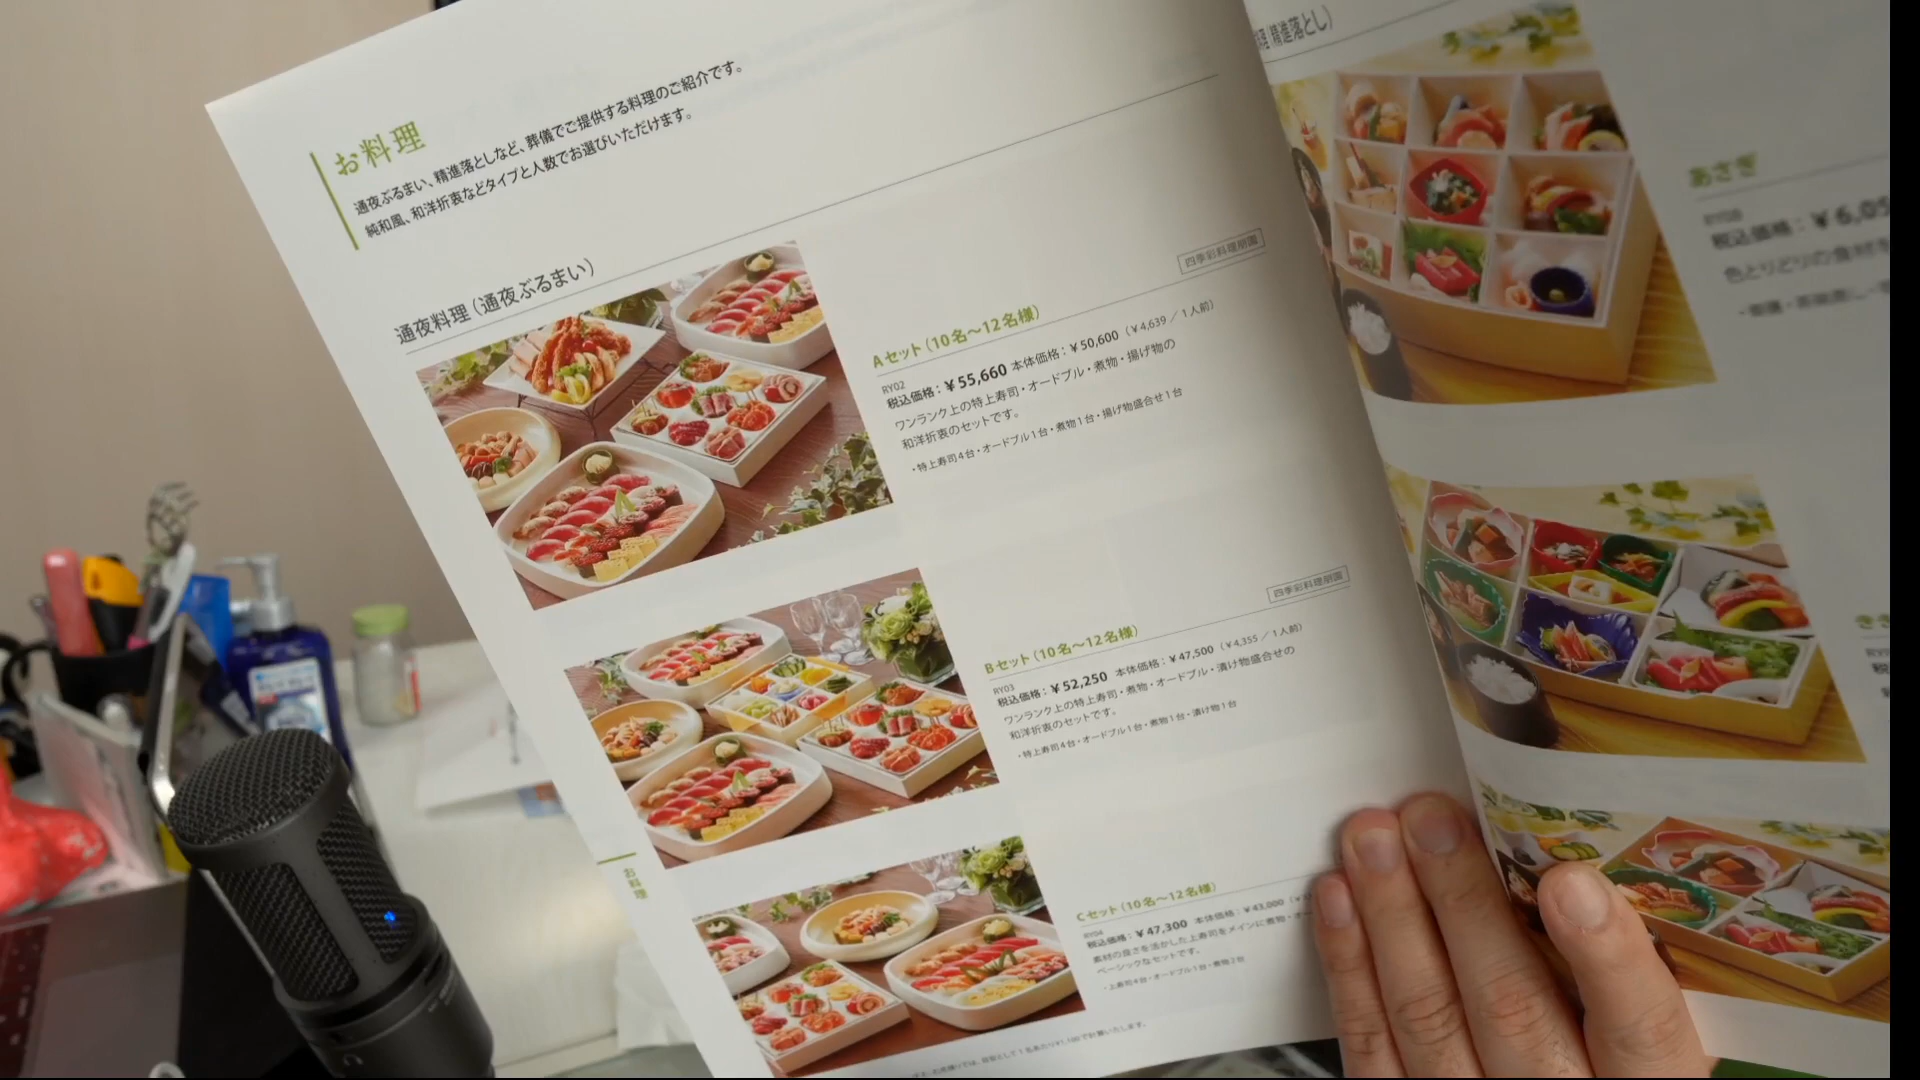 お料理
通夜ぶるまい、精進落としなど、葬儀でご提供する料理のご紹介です。
純和風、和洋折衷などタイプと人数でお選びいただけます。
通夜料理（通夜ぶるまい）
四季彩料理朋園
Aセット（10名～12名様）
RY02
税込価格：¥55,660 本体価格：¥50,600（¥4,639 ／ 1人前）
ワンランク上の特上寿司・オードブル・煮物・揚げ物の
和洋折衷のセットです。
・特上寿司4台・オードブル1台・煮物1台・揚げ物盛合せ1台
四季彩料理朋園
Bセット（10名～12名様）
RY03
税込価格：¥52,250 本体価格：¥47,500（¥4,355 ／ 1人前）
ワンランク上の特上寿司・煮物・オードブル・漬け物盛合せの
和洋折衷のセットです。
・特上寿司4台・オードブル1台・煮物1台・漬け物1台
Cセット（10名～12名様）
RY04
税込価格：¥47,300 本体価格：¥43,000
素材の良さを活かした上寿司をメインに煮物・オー
ベーシックなセットです。
・上寿司4台・オードブル1台・煮物2台
お料理
精進落とし）
あさぎ
RY08
税込価格：¥6,05
色とりどりの食材を